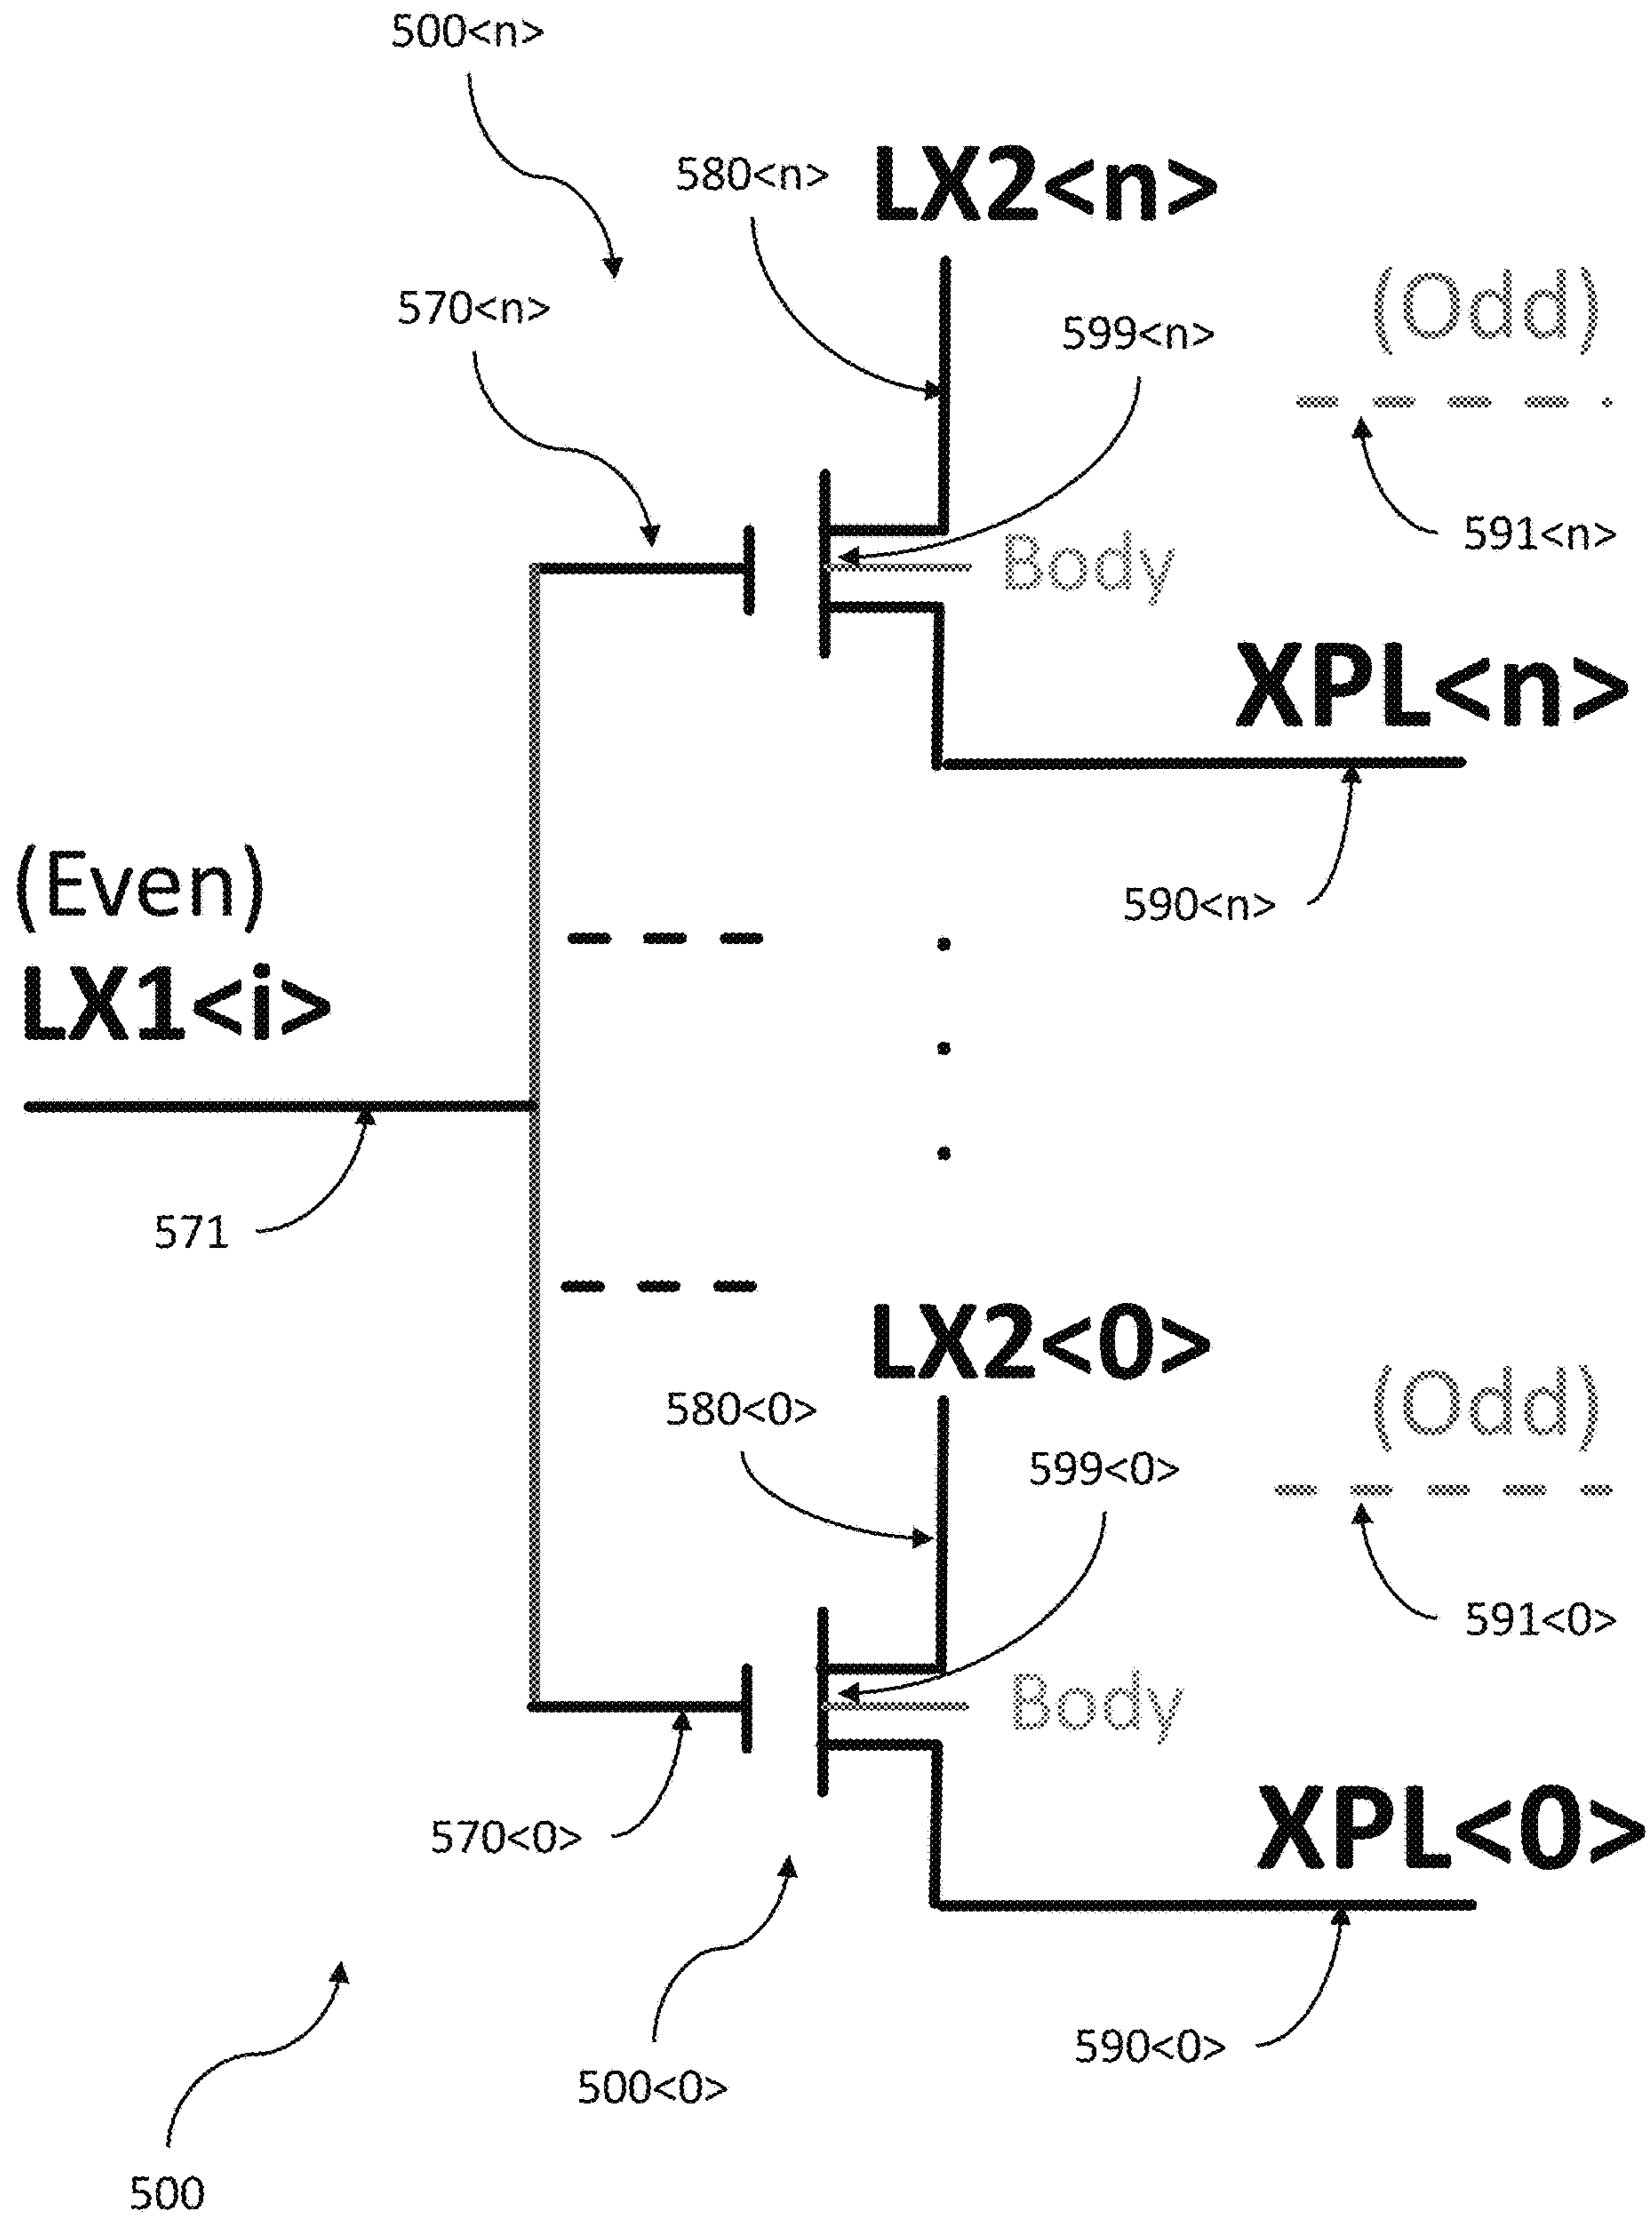 500<n>
580<n>
LX2<n>
570<n>
599<n>
(Odd)
591<n>
Body
XPL<n>
590<n>
(Even)
LX1<i>
571
LX2<0>
580<0>
599<0>
(Odd)
591<0>
Body
570<0>
XPL<0>
590<0>
500<0>
500